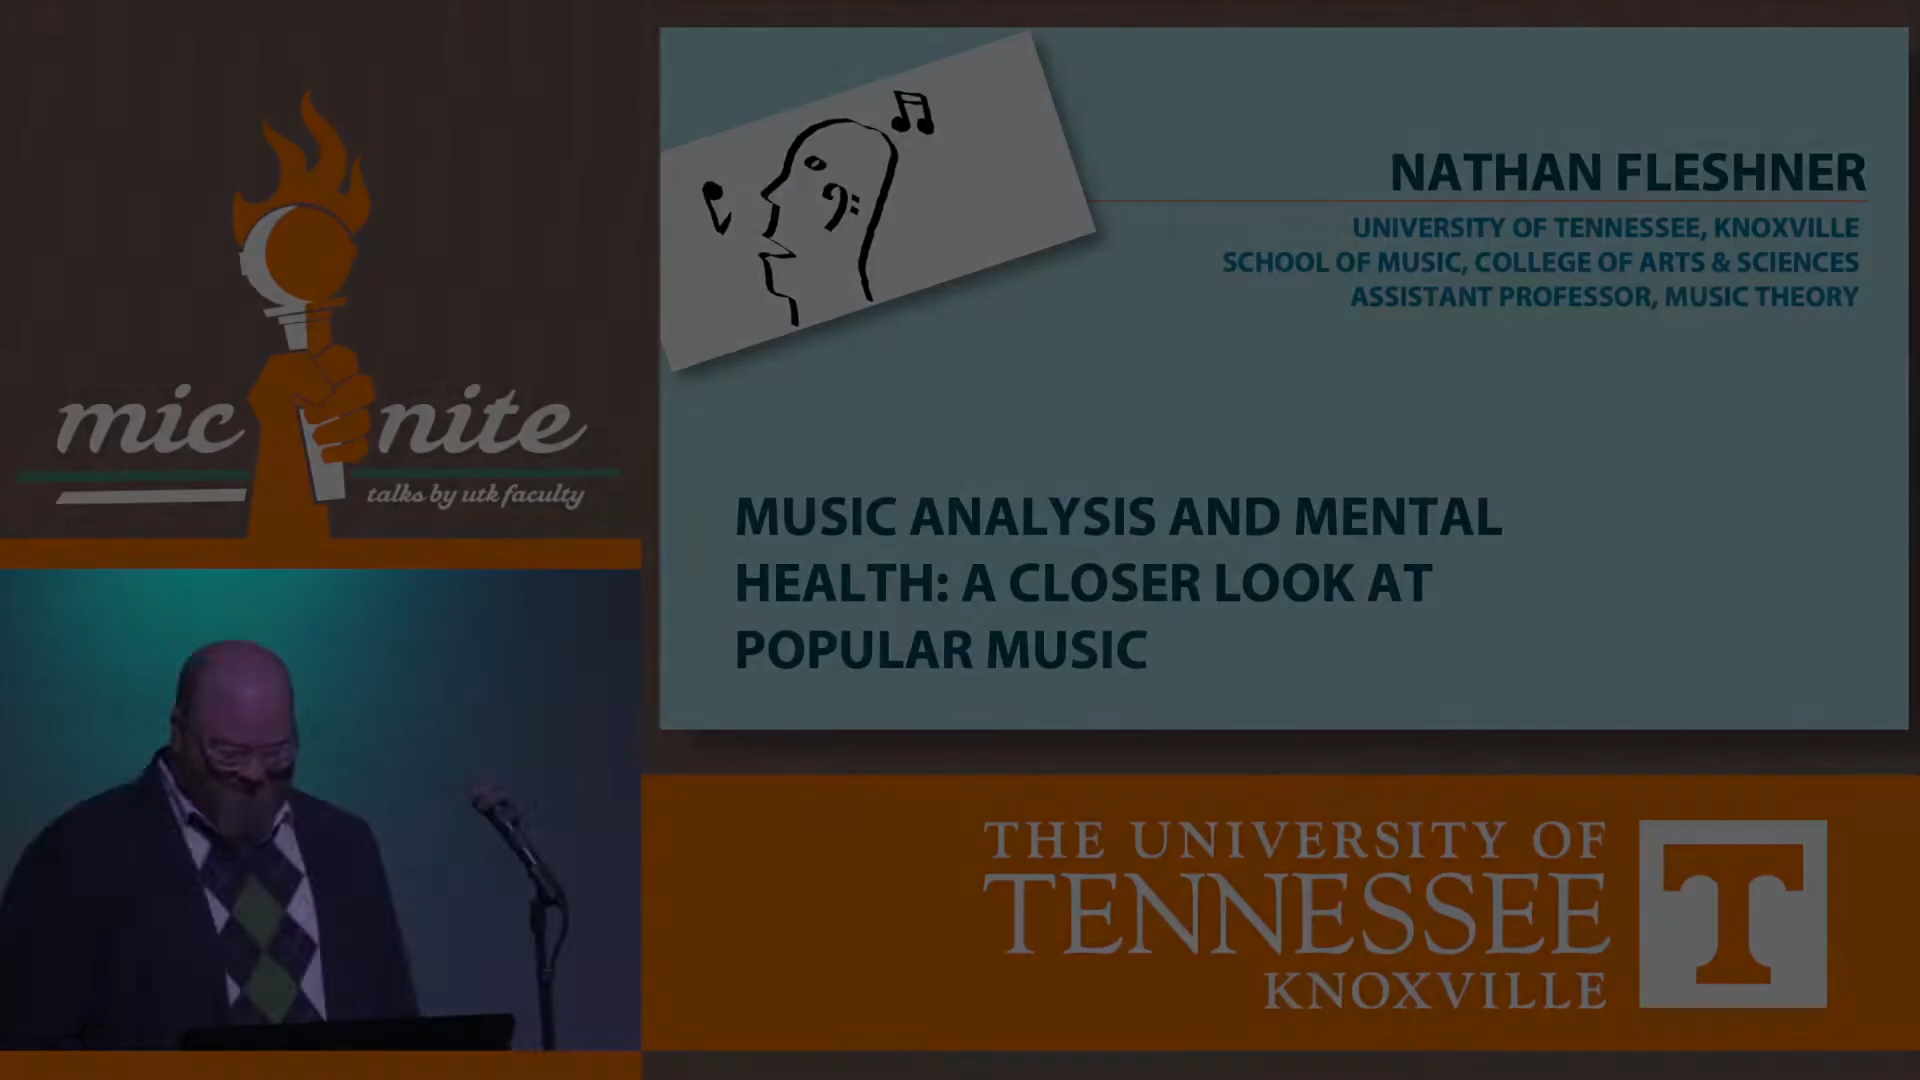 mic nite
talks by utk faculty
NATHAN FLESHNER
UNIVERSITY OF TENNESSEE, KNOXVILLE
SCHOOL OF MUSIC, COLLEGE OF ARTS & SCIENCES
ASSISTANT PROFESSOR, MUSIC THEORY
MUSIC ANALYSIS AND MENTAL
HEALTH: A CLOSER LOOK AT
POPULAR MUSIC
THE UNIVERSITY OF
TENNESSEE
KNOXVILLE
T